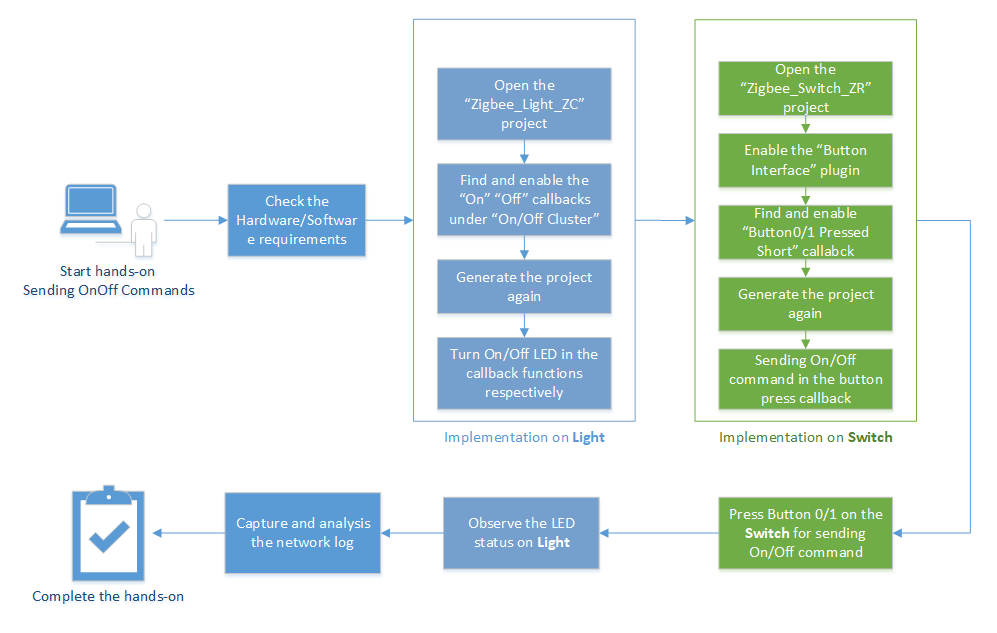 Start hands-on
Sending OnOff Commands
Check the
Hardware/Softwar
e requirements
Open the
“Zigbee_Light_ZC”
project
Find and enable the
“On” “Off” callbacks
under “On/Off Cluster”
Generate the project
again
Turn On/Off LED in the
callback functions
respectively
Implementation on Light
Open the
“Zigbee_Switch_ZR”
project
Enable the “Button
Interface” plugin
Find and enable
“Button0/1 Pressed
Short” callabck
Generate the project
again
Sending On/Off
command in the button
press callback
Implementation on Switch
Press Button 0/1 on the
Switch for sending
On/Off command
Observe the LED
status on Light
Capture and analysis
the network log
Complete the hands-on